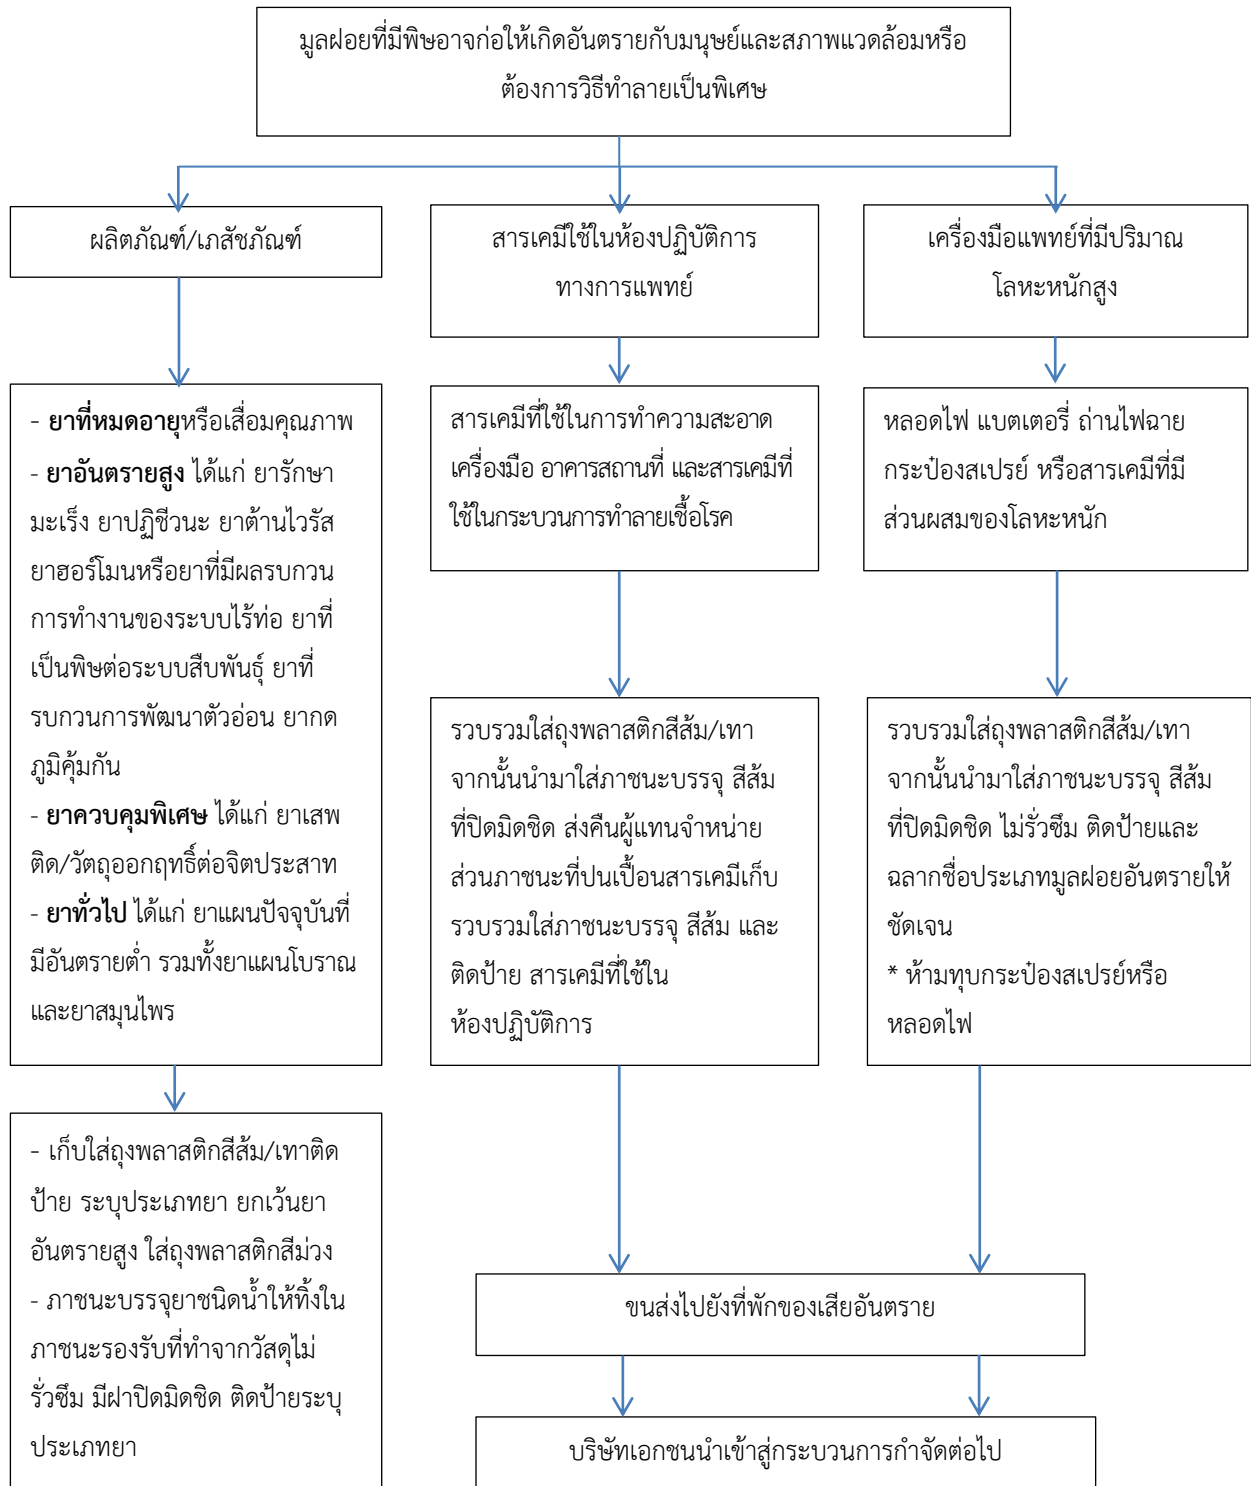 มูลฝอยที่มีพิษอาจก่อให้เกิดอันตรายกับมนุษย์และสภาพแวดล้อมหรือ
ต้องการวิธีทำลายเป็นพิเศษ
ผลิตภัณฑ์/เภสัชภัณฑ์
สารเคมีใช้ในห้องปฏิบัติการ
ทางการแพทย์
เครื่องมือแพทย์ที่มีปริมาณ
โลหะหนักสูง
- ยาที่หมดอายุหรือเสื่อมคุณภาพ
- ยาอันตรายสูง ได้แก่ ยารักษา
มะเร็ง ยาปฏิชีวนะ ยาต้านไวรัส
ยาฮอร์โมนหรือยาที่มีผลรบกวน
การทำงานของระบบไร้ท่อ ยาที่
เป็นพิษต่อระบบสืบพันธุ์ ยาที่
รบกวนการพัฒนาตัวอ่อน ยากด
ภูมิคุ้มกัน
- ยาควบคุมพิเศษ ได้แก่ ยาเสพ
ติด/วัตถุออกฤทธิ์ต่อจิตประสาท
- ยาทั่วไป ได้แก่ ยาแผนปัจจุบันที่
มีอันตรายต่ำ รวมทั้งยาแผนโบราณ
และยาสมุนไพร
สารเคมีที่ใช้ในการทำความสะอาด
เครื่องมือ อาคารสถานที่ และสารเคมีที่
ใช้ในกระบวนการทำลายเชื้อโรค
หลอดไฟ แบตเตอรี่ ถ่านไฟฉาย
กระป๋องสเปรย์ หรือสารเคมีที่มี
ส่วนผสมของโลหะหนัก
รวบรวมใส่ถุงพลาสติกสีส้ม/เทา
จากนั้นนำมาใส่ภาชนะบรรจุ สีส้ม
ที่ปิดมิดชิด ส่งคืนผู้แทนจำหน่าย
ส่วนภาชนะที่ปนเปื้อนสารเคมีเก็บ
รวบรวมใส่ภาชนะบรรจุ สีส้ม และ
ติดป้าย สารเคมีที่ใช้ใน
ห้องปฏิบัติการ
รวบรวมใส่ถุงพลาสติกสีส้ม/เทา
จากนั้นนำมาใส่ภาชนะบรรจุ สีส้ม
ที่ปิดมิดชิด ไม่รั่วซึม ติดป้ายและ
ฉลากชื่อประเภทมูลฝอยอันตรายให้
ชัดเจน
* ห้ามทุบกระป๋องสเปรย์หรือ
หลอดไฟ
- เก็บใส่ถุงพลาสติกสีส้ม/เทาติด
ป้าย ระบุประเภทยา ยกเว้นยา
อันตรายสูง ใส่ถุงพลาสติกสีม่วง
- ภาชนะบรรจุยาชนิดน้ำให้ทิ้งใน
ภาชนะรองรับที่ทำจากวัสดุไม่
รั่วซึม มีฝาปิดมิดชิด ติดป้ายระบุ
ประเภทยา
ขนส่งไปยังที่พักของเสียอันตราย
บริษัทเอกชนนำเข้าสู่กระบวนการกำจัดต่อไป